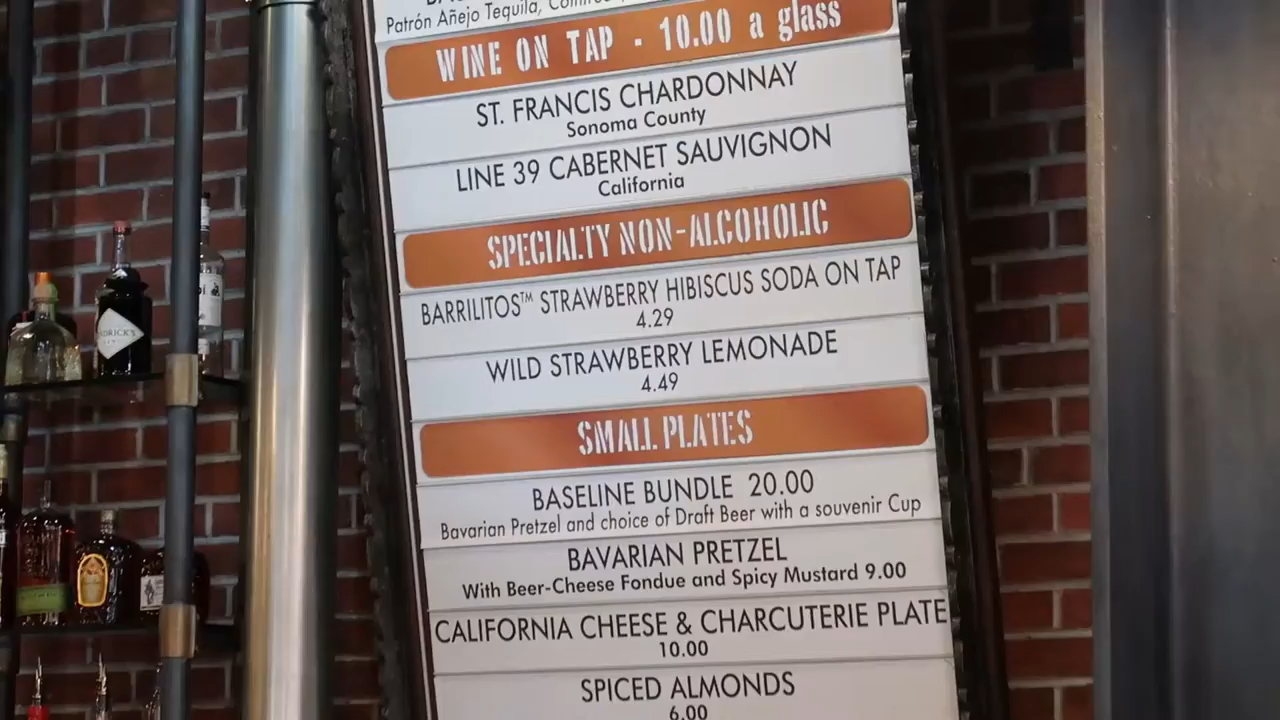 Patrón Añejo Tequila,
WINE ON TAP - 10.00 a glass
ST. FRANCIS CHARDONNAY
Sonoma County
LINE 39 CABERNET SAUVIGNON
California
SPECIALTY NON-ALCOHOLIC
BARRILITOS™ STRAWBERRY HIBISCUS SODA ON TAP
4.29
WILD STRAWBERRY LEMONADE
4.49
SMALL PLATES
BASELINE BUNDLE 20.00
Bavarian Pretzel and choice of Draft Beer with a souvenir Cup
BAVARIAN PRETZEL
With Beer-Cheese Fondue and Spicy Mustard 9.00
CALIFORNIA CHEESE & CHARCUTERIE PLATE
10.00
SPICED ALMONDS
6.00